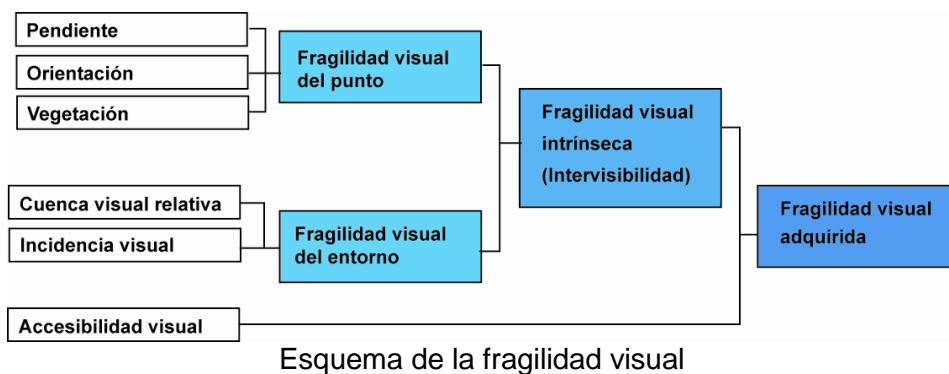 Pendiente
Orientación
Vegetación
Fragilidad visual
del punto
Cuenca visual relativa
Incidencia visual
Fragilidad visual
del entorno
Fragilidad visual
intrínseca
(Intervisibilidad)
Accesibilidad visual
Fragilidad visual
adquirida
Esquema de la fragilidad visual